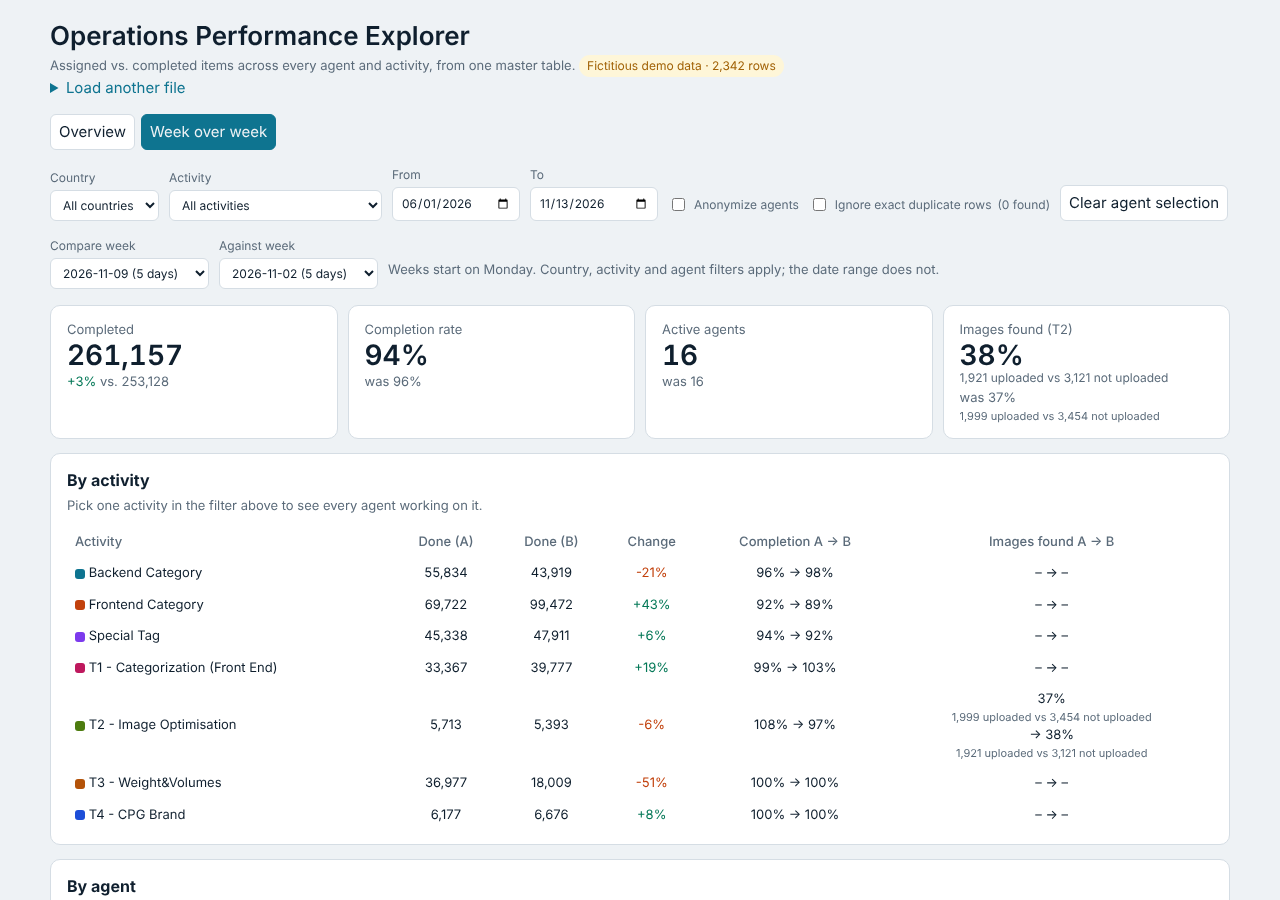 Operations Performance Explorer
Assigned vs. completed items across every agent and activity, from one master table. Fictitious demo data · 2,342 rows
Load another file
Overview Week over week
Country Activity From To
All countries All activities 06/01/2026 11/13/2026 Anonymize agents Ignore exact duplicate rows (0 found) Clear agent selection
Compare week Against week
2026-11-09 (5 days) 2026-11-02 (5 days) Weeks start on Monday. Country, activity and agent filters apply; the date range does not.
Completed
261,157
+3% vs. 253,128
Completion rate
94%
was 96%
Active agents
16
was 16
Images found (T2)
38%
1,921 uploaded vs 3,121 not uploaded
was 37%
1,999 uploaded vs 3,454 not uploaded
By activity
Pick one activity in the filter above to see every agent working on it.
Activity Done (A) Done (B) Change Completion A → B Images found A → B
Backend Category 55,834 43,919 -21% 96% → 98% – → –
Frontend Category 69,722 99,472 +43% 92% → 89% – → –
Special Tag 45,338 47,911 +6% 94% → 92% – → –
T1 - Categorization (Front End) 33,367 39,777 +19% 99% → 103% – → –
T2 - Image Optimisation 5,713 5,393 -6% 108% → 97% 37%
1,999 uploaded vs 3,454 not uploaded
→ 38%
1,921 uploaded vs 3,121 not uploaded
T3 - Weight&Volumes 36,977 18,009 -51% 100% → 100% – → –
T4 - CPG Brand 6,177 6,676 +8% 100% → 100% – → –
By agent